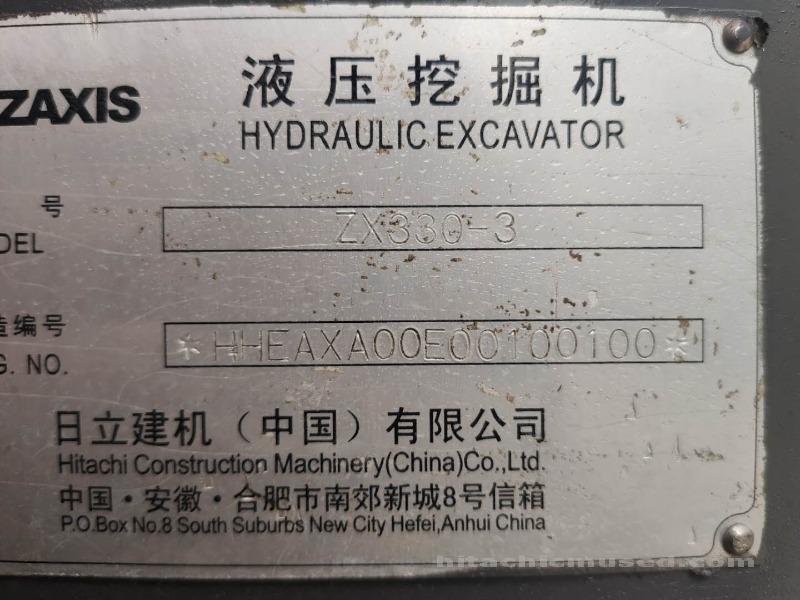 ZAXIS
液压挖掘机
HYDRAULIC EXCAVATOR
号
DEL
ZX330-3
造编号
G. NO.
*HHEAXA00E00100100*
日立建机（中国）有限公司
Hitachi Construction Machinery(China)Co.,Ltd.
中国·安徽·合肥市南郊新城8号信箱
P.O.Box No.8 South Suburbs New City Hefei,Anhui China
hitachicmused.com